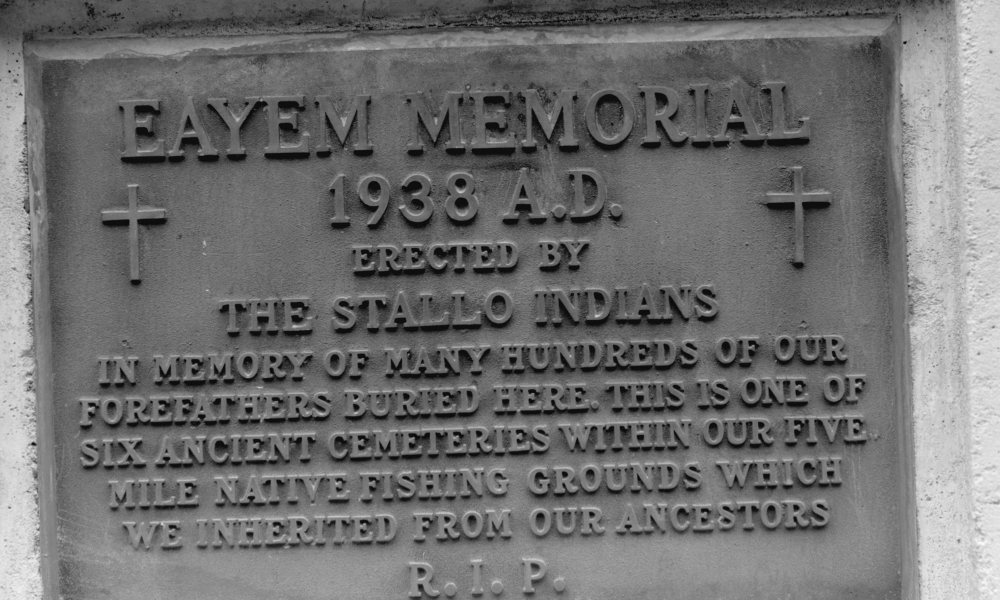 EAYEM MEMORIAL
1938 A.D.
ERECTED BY
THE STALLO INDIANS
IN MEMORY OF MANY HUNDREDS OF OUR
FOREFATHERS BURIED HERE. THIS IS ONE OF
SIX ANCIENT CEMETERIES WITHIN OUR FIVE
MILE NATIVE FISHING GROUNDS WHICH
WE INHERITED FROM OUR ANCESTORS
R.I.P.